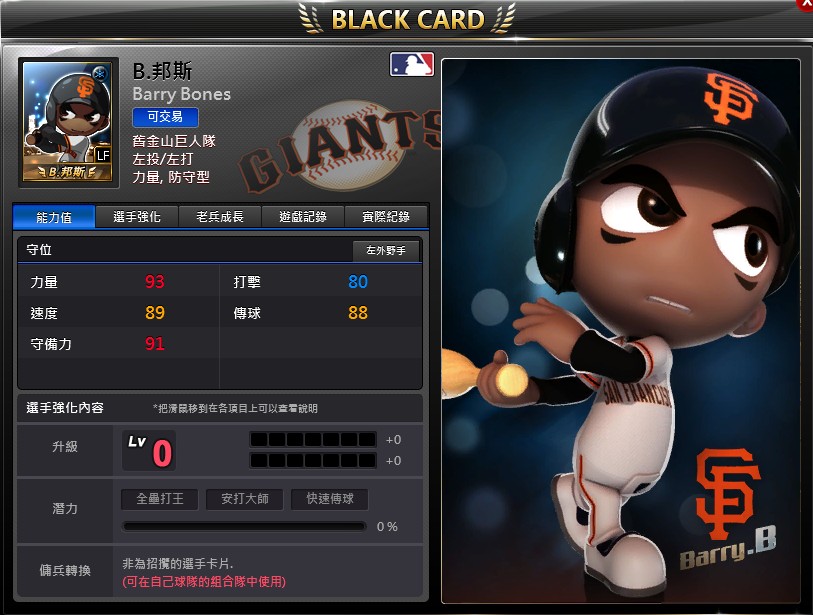 BLACK CARD
X
SF
LF
B.邦斯
B.邦斯
Barry Bones
可交易
舊金山巨人隊
左投/左打
力量, 防守型
GIANTS
能力值 選手強化 老兵成長 遊戲記錄 實際紀錄
守位 左外野手
力量 93 打擊 80
速度 89 傳球 88
守備力 91
選手強化內容 *把滑鼠移到在各項目上可以查看說明
升級 Lv 0 +0
+0
潛力 全壘打王 安打大師 快速傳球
0 %
傭兵轉換 非為招攬的選手卡片.
(可在自己球隊的組合隊中使用)
SF
SAN FRANCISC
SF
Barry.B